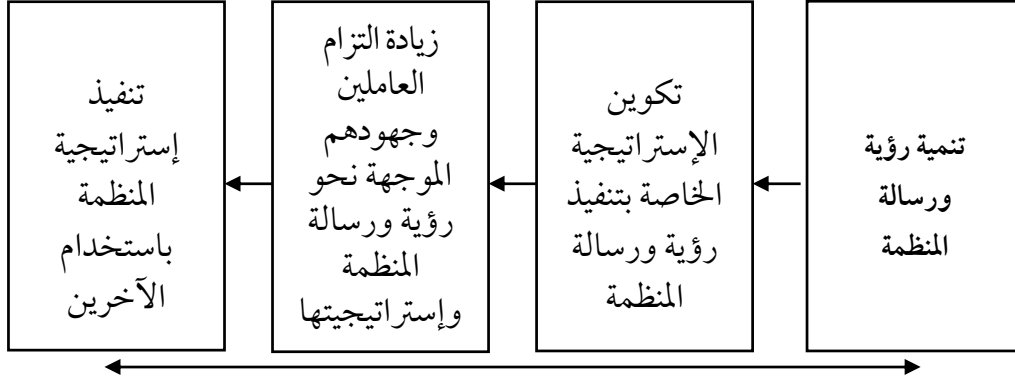 تنمية رؤية
ورسالة
المنظمة
تكوين
الإستراتيجية
الخاصة بتنفيذ
رؤية ورسالة
المنظمة
زيادة التزام
العاملين
وجهودهم
الموجهة نحو
رؤية ورسالة
المنظمة
وإستراتيجيتها
تنفيذ
إستراتيجية
المنظمة
باستخدام
الآخرين